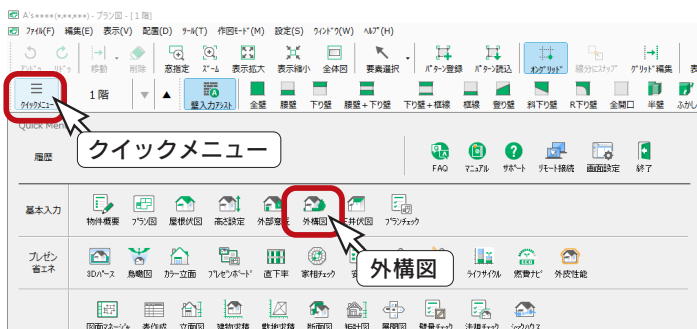 A's●●●●(●,●●,●●●) - プラン図 - [1 階]
ファイル(F) 編集(E) 表示(V) 配置(D) ツール(T) 作図モード(M) 設定(S) ウィンドウ(W) ヘルプ(H)
アンドゥ リドゥ 移動 削除 窓指定 ズーム 表示拡大 表示縮小 全体図 要素選択 パターン登録 パターン読込 オングリッド 線分にスナップ グリッド編集
クイックメニュー 1 階 壁入力アシスト 全壁 腰壁 下り壁 腰壁+下り壁 下り壁+框線 框線 登り壁 斜下り壁 R下り壁 全開口 半壁 ふかし
Quick Menu
クイックメニュー
履歴 FAQ マニュアル サポート リモート接続 画面設定 終了
基本入力 物件概要 プラン図 屋根伏図 高さ設定 外部意匠 外構図 天井伏図 プランチェック
外構図
プレゼン
省エネ
3Dパース 鳥瞰図 カラー立面 プレゼンボード 直下率 家相チェック ライフサイクル 燃費ナビ 外皮性能
図面マネージャ 表作成 立面図 建物求積 敷地求積 断面図 矩計図 展開図 壁量チェック 法規チェック シックハウス